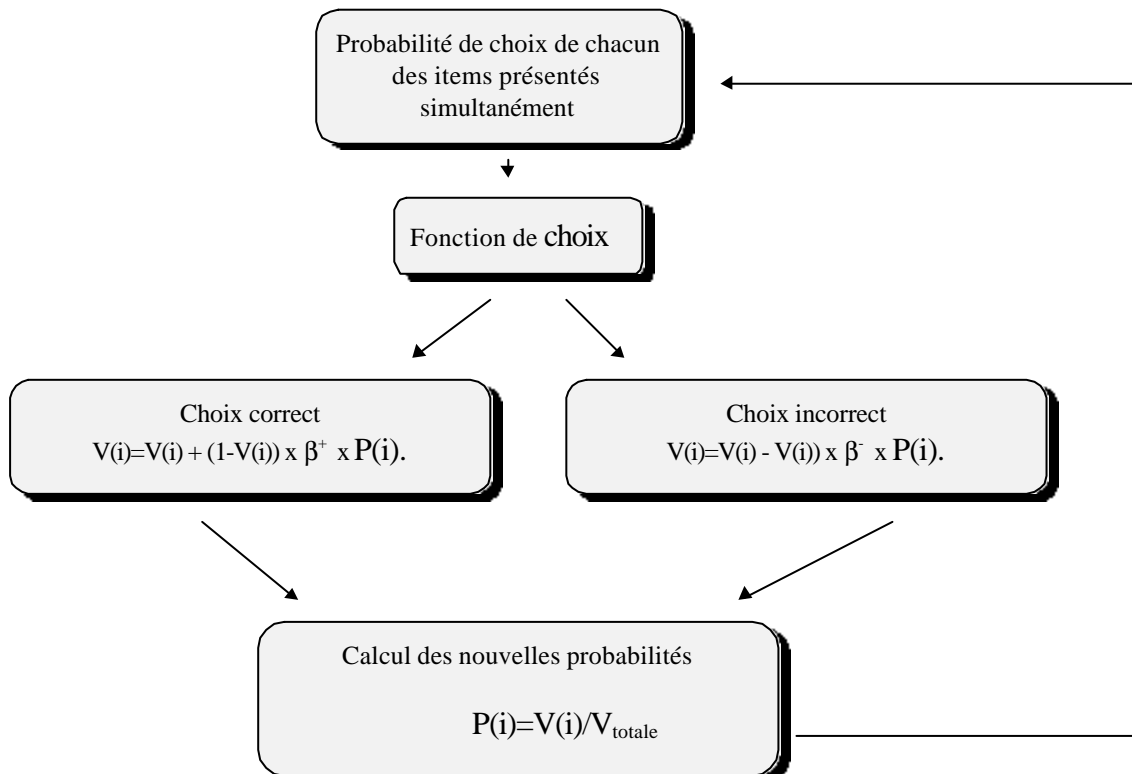 Probabilité de choix de chacun
des items présentés
simultanément
Fonction de choix
Choix correct
V(i)=V(i) + (1-V(i)) x β⁺ x P(i).
Choix incorrect
V(i)=V(i) - V(i)) x β⁻ x P(i).
Calcul des nouvelles probabilités
P(i)=V(i)/Vtotale